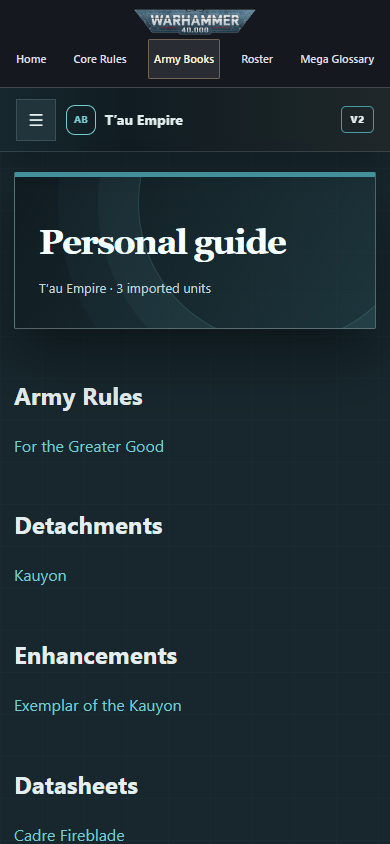 WARHAMMER
40,000
Home Core Rules Army Books Roster Mega Glossary
☰ AB T'au Empire V2
Personal guide
T'au Empire · 3 imported units
Army Rules
For the Greater Good
Detachments
Kauyon
Enhancements
Exemplar of the Kauyon
Datasheets
Cadre Fireblade